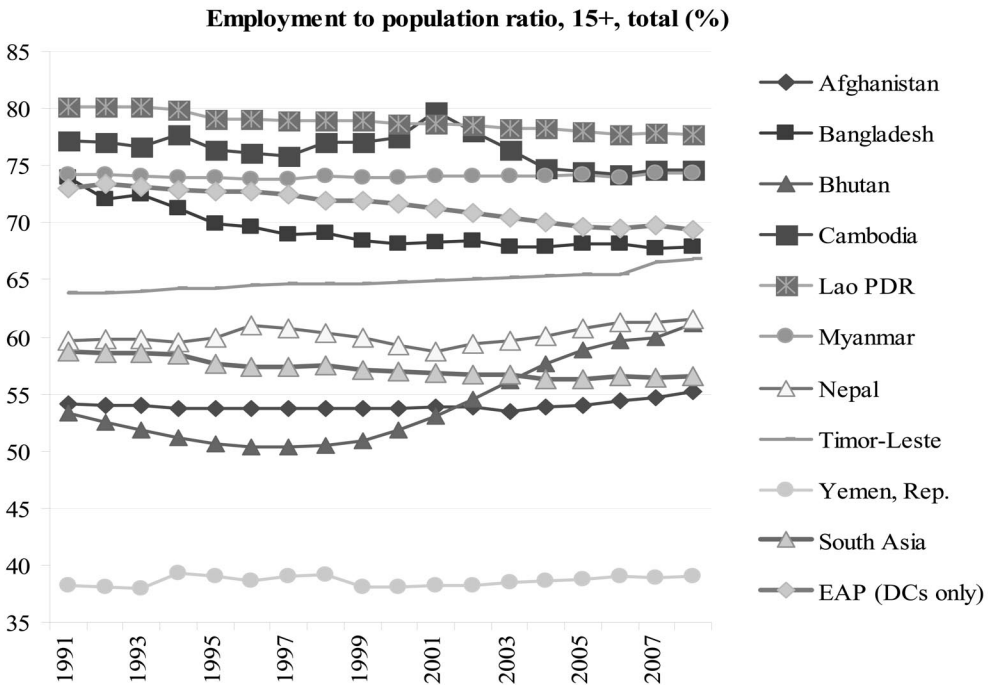 Employment to population ratio, 15+, total (%)
85
80
75
70
65
60
55
50
45
40
35
1991
1993
1995
1997
1999
2001
2003
2005
2007
Afghanistan
Bangladesh
Bhutan
Cambodia
Lao PDR
Myanmar
Nepal
Timor-Leste
Yemen, Rep.
South Asia
EAP (DCs only)